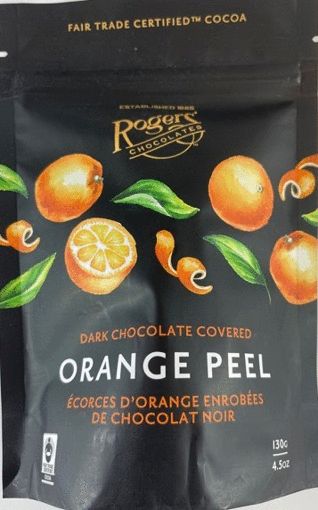 FAIR TRADE CERTIFIED™ COCOA
ESTABLISHED 1885
Rogers'
CHOCOLATES
DARK CHOCOLATE COVERED
ORANGE PEEL
ÉCORCES D'ORANGE ENROBÉES
DE CHOCOLAT NOIR
130G
4.5OZ